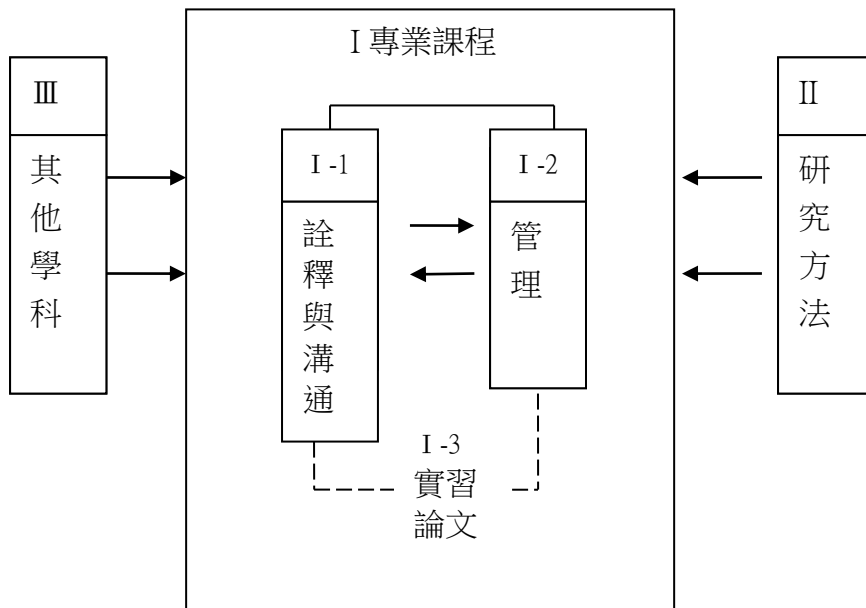 Ⅰ專業課程
Ⅲ
其他學科
Ⅰ-1
詮釋與溝通
Ⅰ-2
管理
Ⅰ-3
實習
論文
II
研究方法